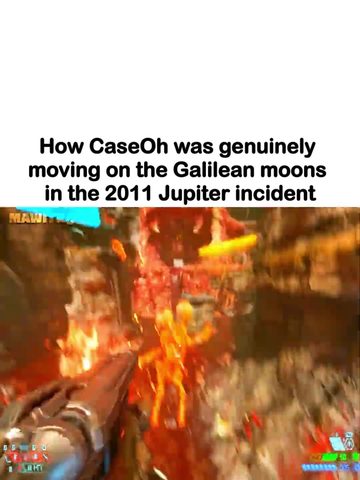 How CaseOh was genuinely
moving on the Galilean moons
in the 2011 Jupiter incident